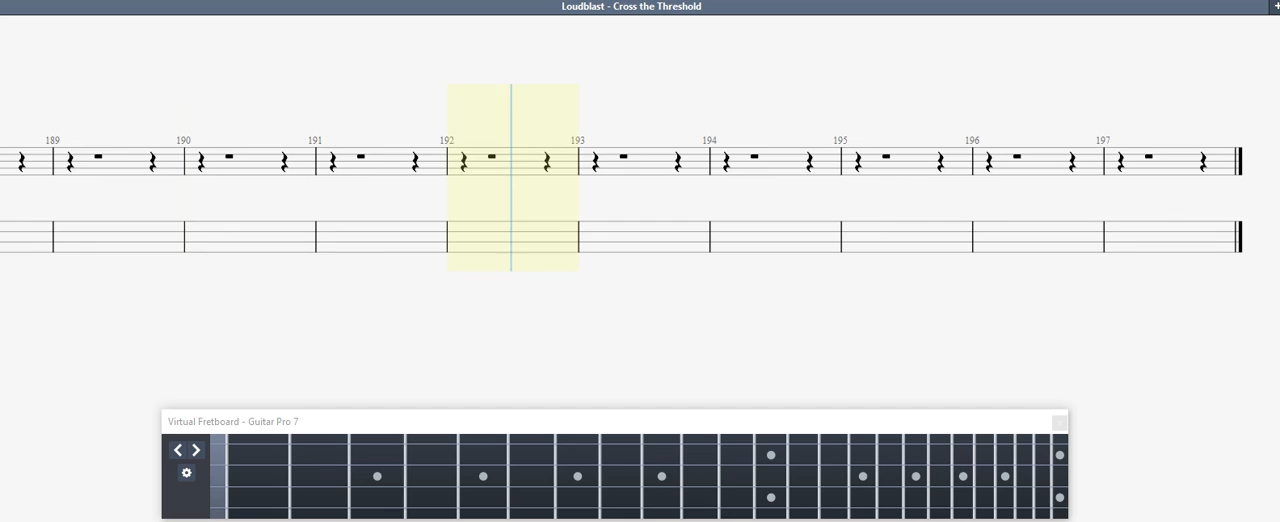 Loudblast - Cross the Threshold
189 190 191 192 193 194 195 196 197
Virtual Fretboard - Guitar Pro 7